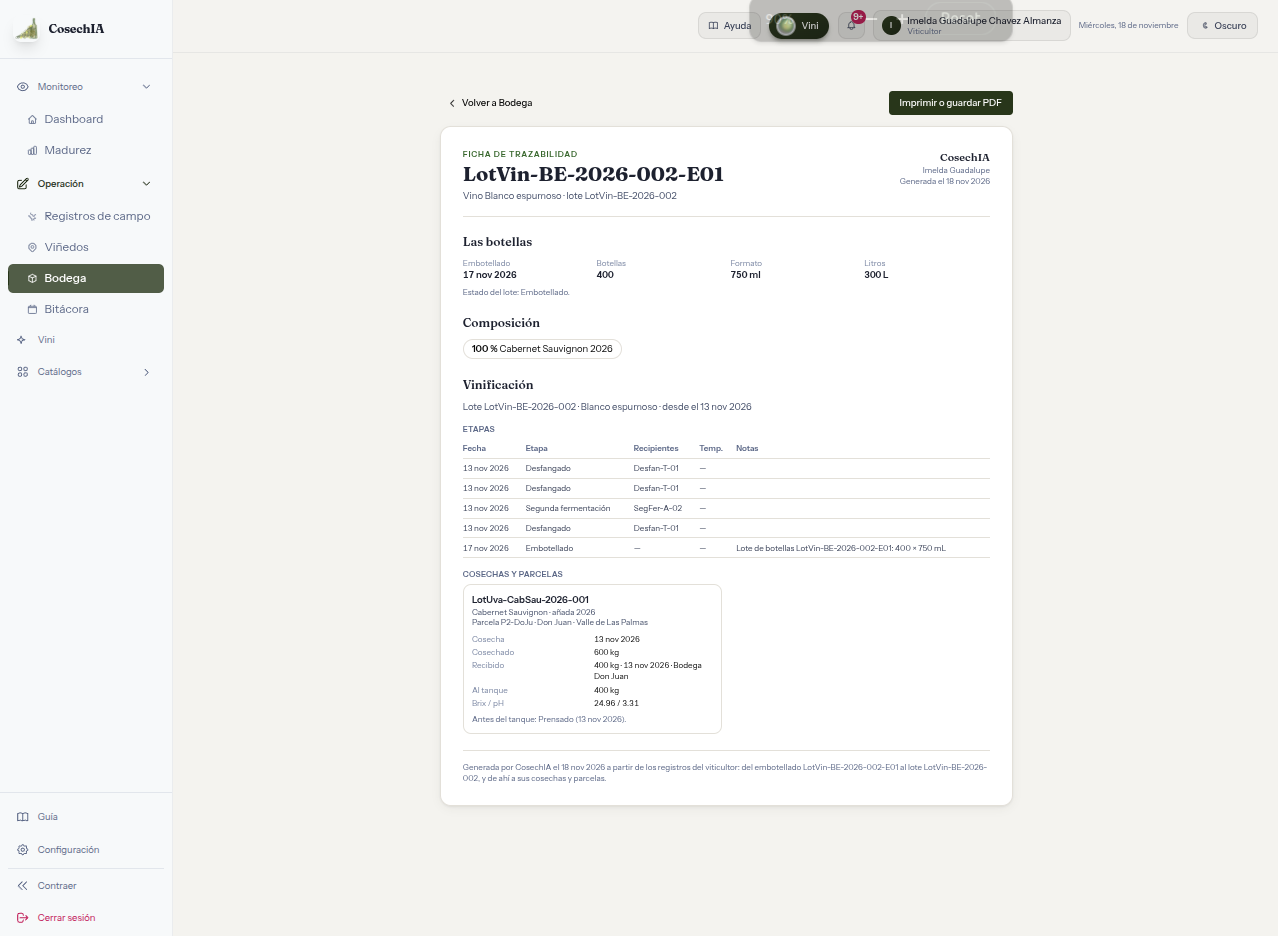 CosechIA
Ayuda
Vini
9+
I
Imelda Guadalupe Chavez Almanza
Viticultor
Miércoles, 18 de noviembre
Oscuro
Monitoreo
Dashboard
Madurez
Operación
Registros de campo
Viñedos
Bodega
Bitácora
Vini
Catálogos
Guía
Configuración
Contraer
Cerrar sesión
Volver a Bodega
Imprimir o guardar PDF
FICHA DE TRAZABILIDAD
LotVin-BE-2026-002-E01
Vino Blanco espumoso · lote LotVin-BE-2026-002
CosechIA
Imelda Guadalupe
Generada el 18 nov 2026
Las botellas
Embotellado Botellas Formato Litros
17 nov 2026 400 750 ml 300 L
Estado del lote: Embotellado.
Composición
100 % Cabernet Sauvignon 2026
Vinificación
Lote LotVin-BE-2026-002 · Blanco espumoso · desde el 13 nov 2026
ETAPAS
Fecha Etapa Recipientes Temp. Notas
13 nov 2026 Desfangado Desfan-T-01 —
13 nov 2026 Desfangado Desfan-T-01 —
13 nov 2026 Segunda fermentación SegFer-A-02 —
13 nov 2026 Desfangado Desfan-T-01 —
17 nov 2026 Embotellado — — Lote de botellas LotVin-BE-2026-002-E01: 400 × 750 mL
COSECHAS Y PARCELAS
LotUva-CabSau-2026-001
Cabernet Sauvignon · añada 2026
Parcela P2-DoJu · Don Juan · Valle de Las Palmas
Cosecha 13 nov 2026
Cosechado 600 kg
Recibido 400 kg · 13 nov 2026 · Bodega
Don Juan
Al tanque 400 kg
Brix / pH 24.96 / 3.31
Antes del tanque: Prensado (13 nov 2026).
Generada por CosechIA el 18 nov 2026 a partir de los registros del viticultor: del embotellado LotVin-BE-2026-002-E01 al lote LotVin-BE-2026-
002, y de ahí a sus cosechas y parcelas.